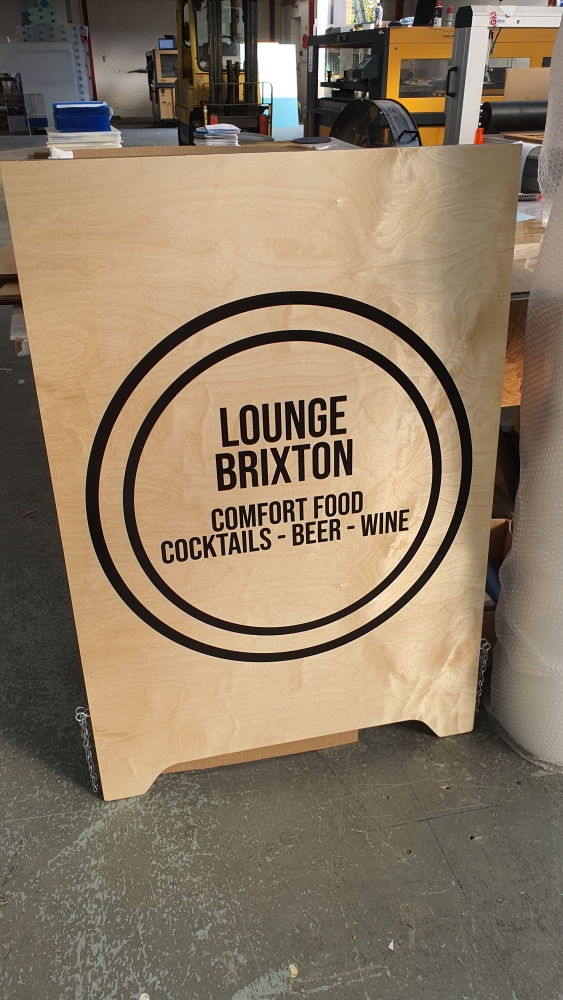 LOUNGE
BRIXTON
COMFORT FOOD
COCKTAILS - BEER - WINE